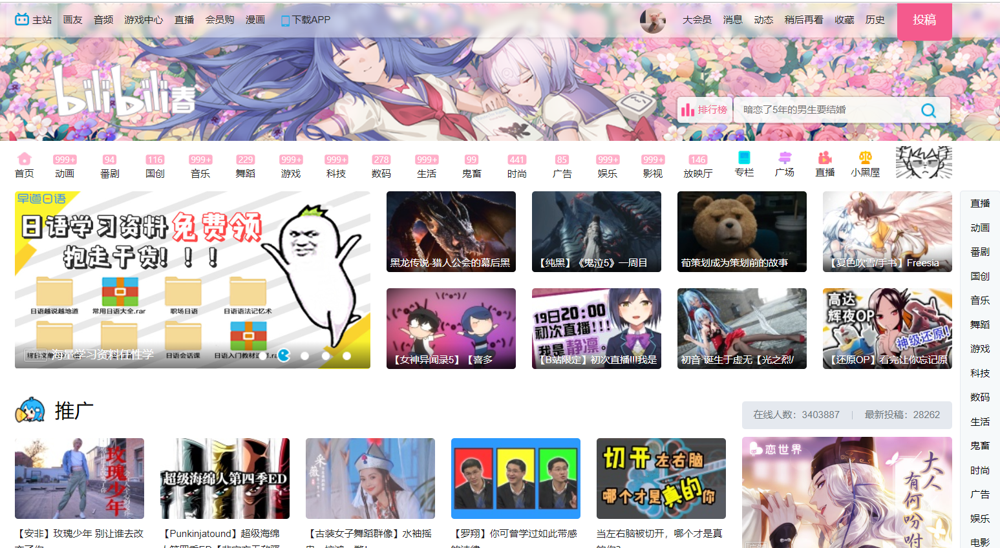 主站 画友 音频 游戏中心 直播 会员购 漫画 下载APP 大会员 消息 动态 稍后再看 收藏 历史 投稿
bilibili春
排行榜 暗恋了5年的男生要结婚
999+ 94 116 999+ 229 999+ 999+ 278 999+ 99 441 85 999+ 999+ 146
首页 动画 番剧 国创 音乐 舞蹈 游戏 科技 数码 生活 鬼畜 时尚 广告 娱乐 影视 放映厅 专栏 广场 直播 小黑屋
早道日语
日语学习资料免费领
抱走干货！！！
日语越说越地道 常用日语大全.rar 职场日语 日语语法记忆术
日语会话课
海量学习资料任性学
黑龙传说-猎人公会的幕后黑
【纯黑】《鬼泣5》一周目
荀策划成为策划前的故事
【夏色吹雪/手书】Freesia
\(^o^)/
【女神异闻录5】【喜多
19日20:00
初次直播!!!
我是静凛。
【B站限定】初次直播!!!我是
初音·诞生于虚无【光之烈/
高达
辉夜OP
神级还原!
【还原OP】看完让你忘记原
直播
动画
番剧
国创
音乐
舞蹈
游戏
科技
数码
生活
鬼畜
时尚
广告
娱乐
电影
推广
在线人数：3403887 | 最新投稿：28262
玫瑰少年
【安非】玫瑰少年 别让谁去改
超级海绵人第四季ED
【Punkinjatound】超级海绵
采薇
【古装女子舞蹈群像】水袖摇
【罗翔】你可曾学过如此带感
的法律
切开左右脑
哪个才是真的你
当左右脑被切开，哪个才是真
的你?
恋世界
大人
有何吩咐